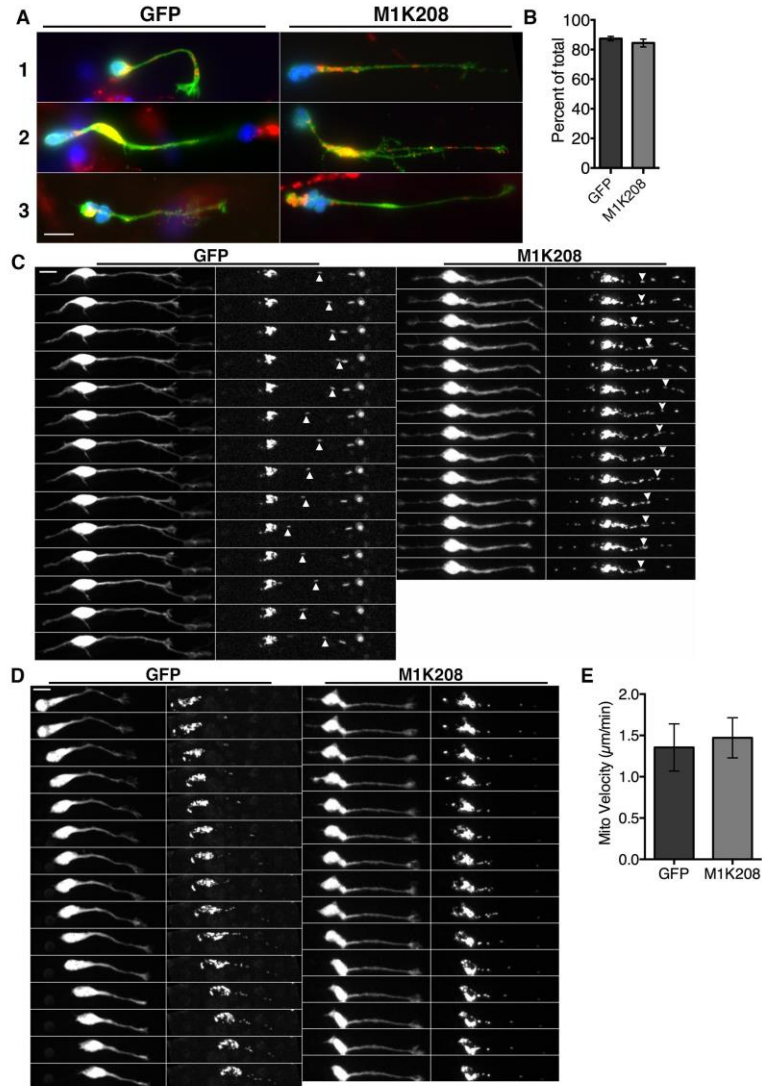 A
GFP
M1K208
1
2
3
B
Percent of total
100
80
60
40
20
0
GFP
M1K208
C
GFP
M1K208
D
GFP
M1K208
E
Mito Velocity (μm/min)
2.0
1.5
1.0
0.5
0.0
GFP
M1K208